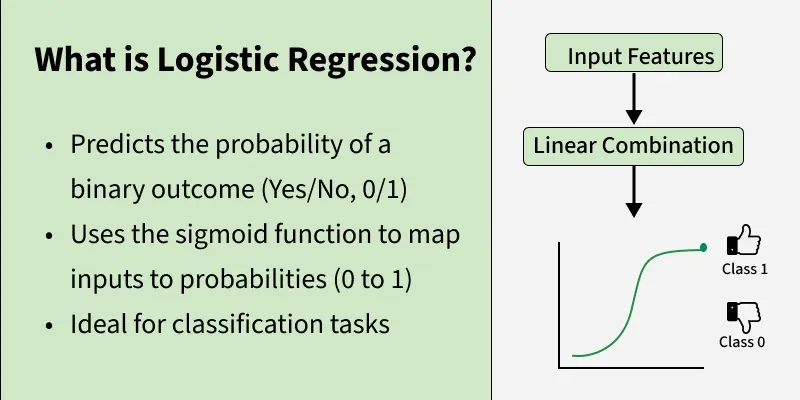 What is Logistic Regression?
• Predicts the probability of a
binary outcome (Yes/No, 0/1)
• Uses the sigmoid function to map
inputs to probabilities (0 to 1)
• Ideal for classification tasks
Input Features
Linear Combination
Class 1
Class 0